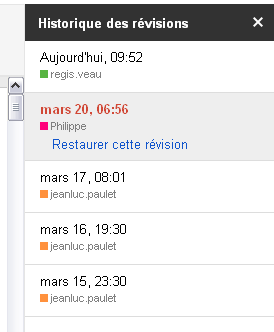 Historique des révisions ×
Aujourd'hui, 09:52
regis.veau
mars 20, 06:56
Philippe
Restaurer cette révision
mars 17, 08:01
jeanluc.paulet
mars 16, 19:30
jeanluc.paulet
mars 15, 23:30
jeanluc.paulet